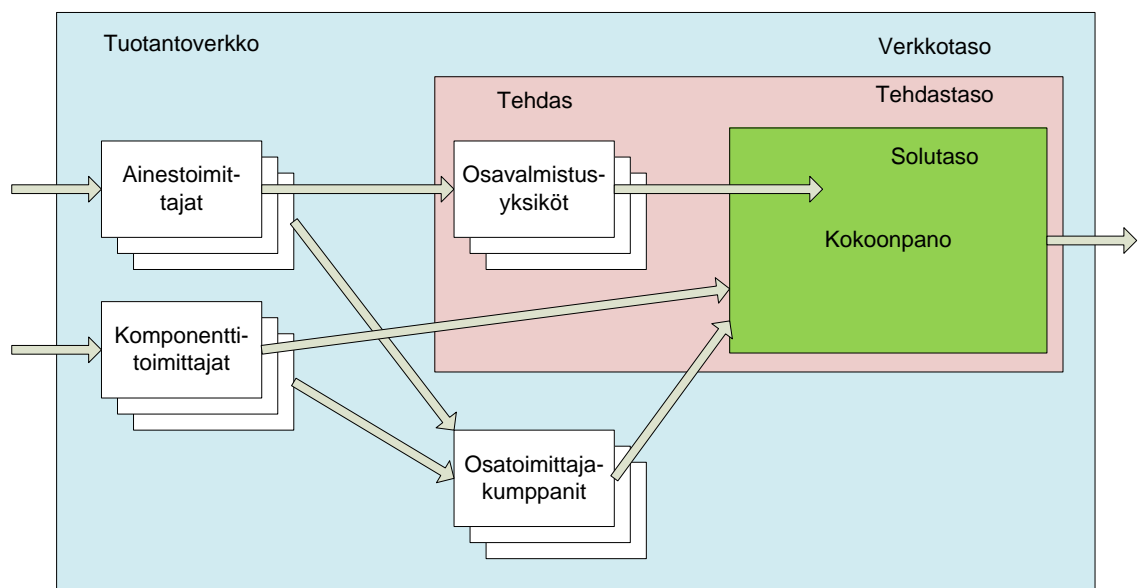 Tuotantoverkko
Verkkotaso
Tehdas
Tehdastaso
Ainestoimit-
tajat
Osavalmistus-
yksiköt
Solutaso
Kokoonpano
Komponentti-
toimittajat
Osatoimittaja-
kumppanit